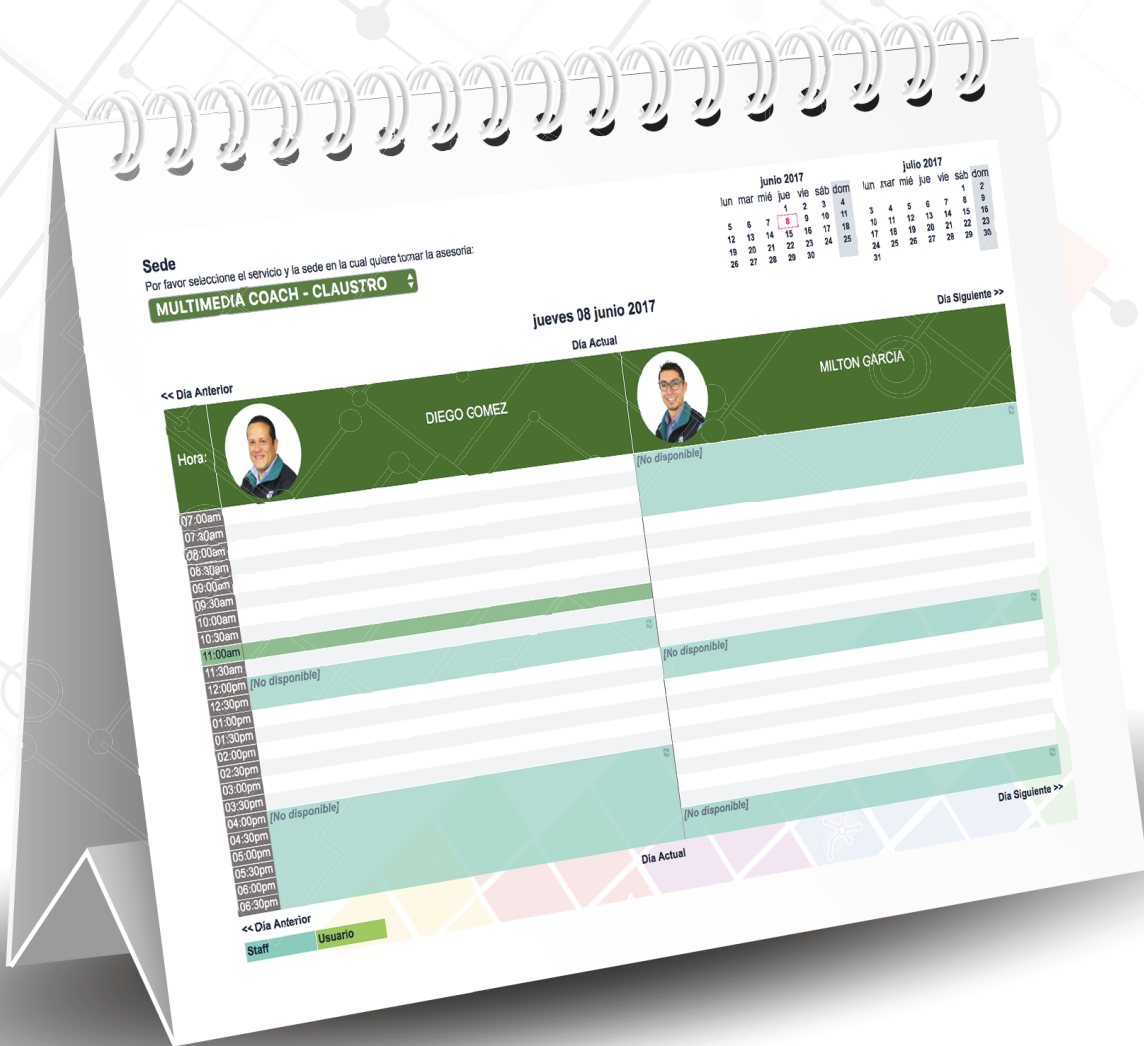 junio 2017
lun mar mié jue vie sáb dom
1 2 3 4
5 6 7 8 9 10 11
12 13 14 15 16 17 18
19 20 21 22 23 24 25
26 27 28 29 30
julio 2017
lun mar mié jue vie sáb dom
1 2
3 4 5 6 7 8 9
10 11 12 13 14 15 16
17 18 19 20 21 22 23
24 25 26 27 28 29 30
31
Sede
Por favor seleccione el servicio y la sede en la cual quiere tomar la asesoria:
MULTIMEDIA COACH - CLAUSTRO
jueves 08 junio 2017
<< Día Anterior
Día Actual
Día Siguiente >>
Hora:
DIEGO GOMEZ
MILTON GARCIA
[No disponible]
07:00am
07:30am
08:00am
08:30am
09:00am
09:30am
10:00am
10:30am
11:00am
11:30am
[No disponible]
12:00pm [No disponible]
12:30pm
01:00pm
01:30pm
02:00pm
02:30pm
03:00pm
03:30pm
04:00pm [No disponible]
[No disponible]
04:30pm
05:00pm
05:30pm
06:00pm
06:30pm
<< Día Anterior
Día Actual
Día Siguiente >>
Staff
Usuario